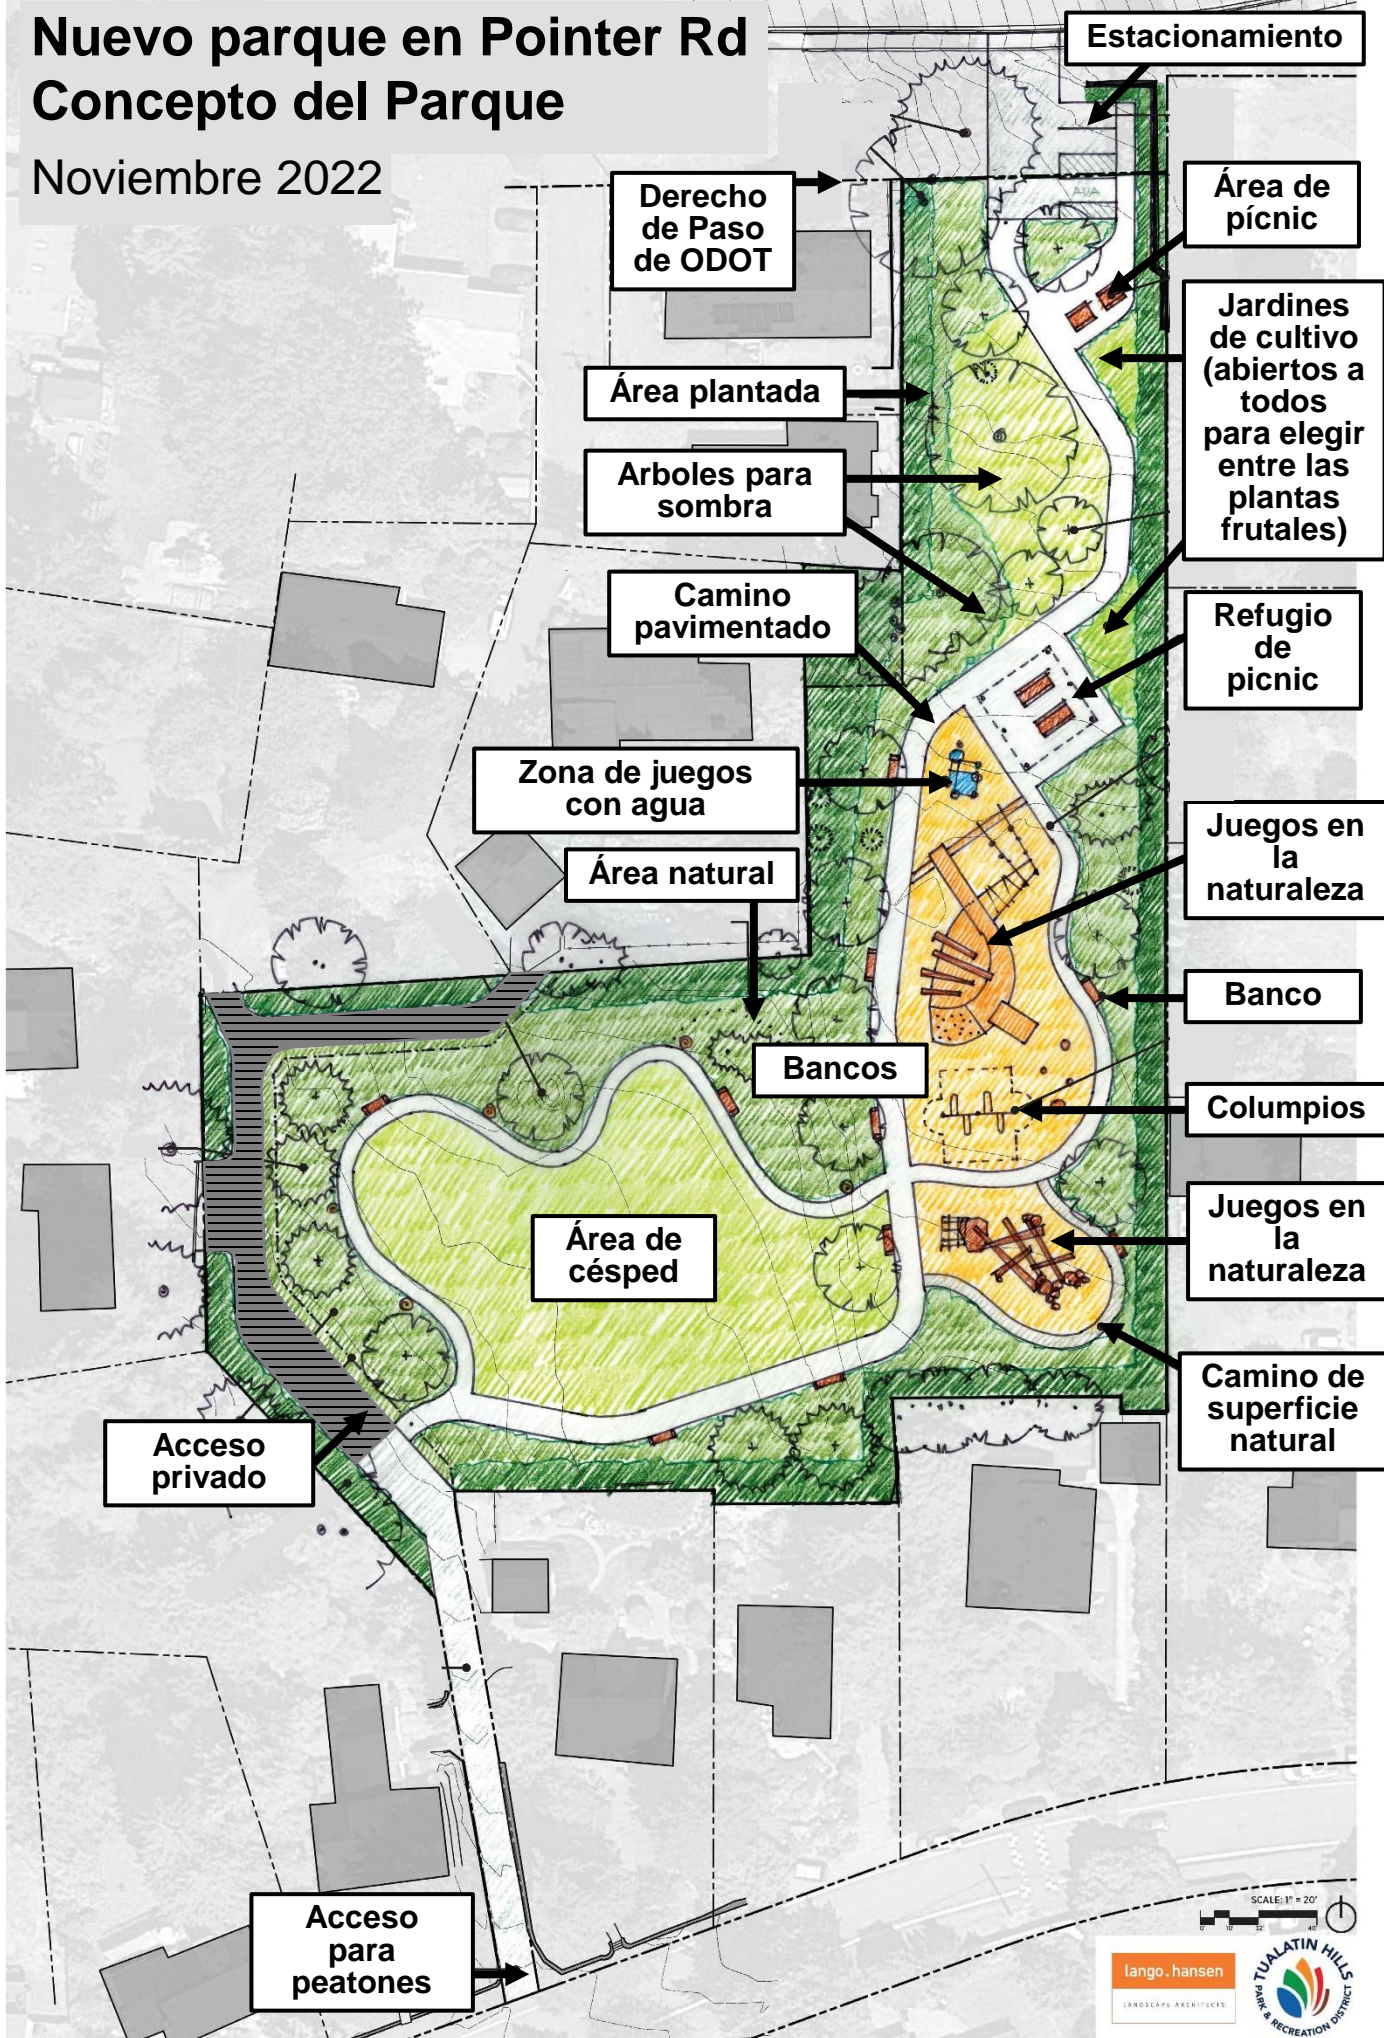 Nuevo parque en Pointer Rd
Concepto del Parque
Noviembre 2022
Estacionamiento
Derecho
de Paso
de ODOT
Área de
pícnic
Jardines
de cultivo
(abiertos a
todos
para elegir
entre las
plantas
frutales)
Área plantada
Arboles para
sombra
Camino
pavimentado
Refugio
de
picnic
Zona de juegos
con agua
Juegos en
la
naturaleza
Área natural
Banco
Bancos
Columpios
Juegos en
la
naturaleza
Área de
césped
Camino de
superficie
natural
Acceso
privado
Acceso
para
peatones
SCALE: 1" = 20'
lango.hansen
LANDSCAPE ARCHITECTS
TUALATIN HILLS
PARK & RECREATION DISTRICT